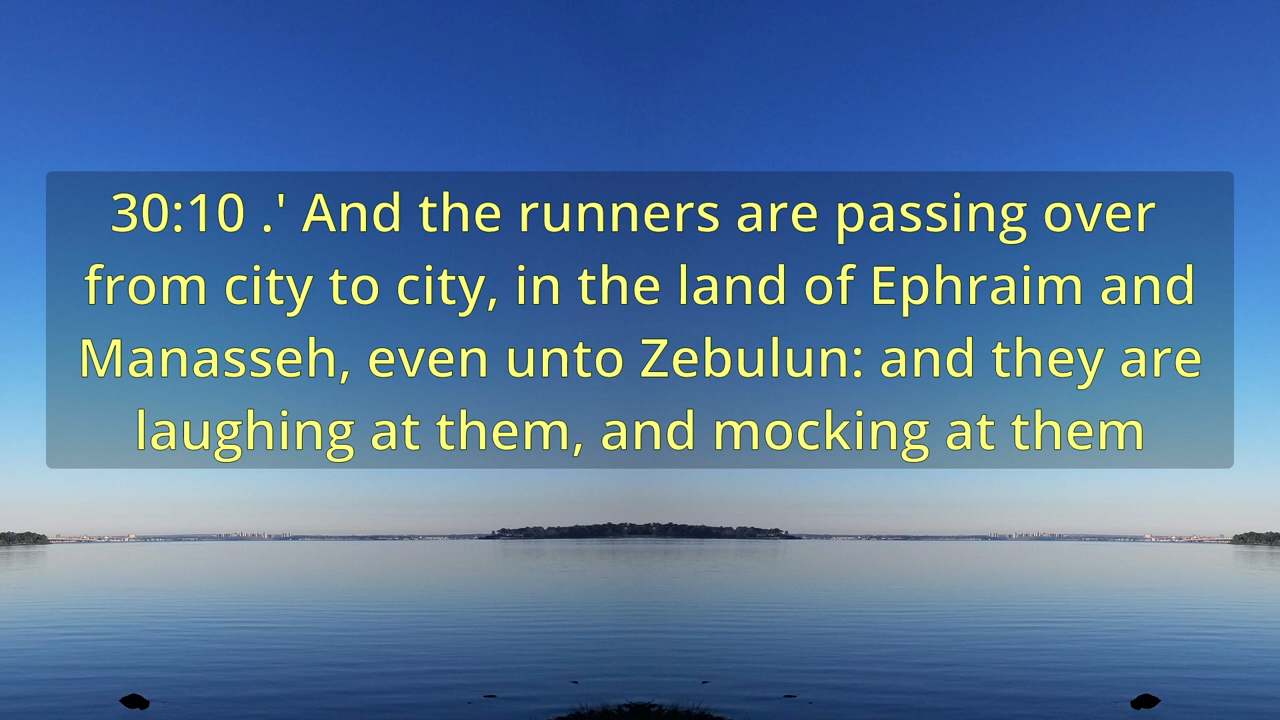 30:10 .' And the runners are passing over
from city to city, in the land of Ephraim and
Manasseh, even unto Zebulun: and they are
laughing at them, and mocking at them